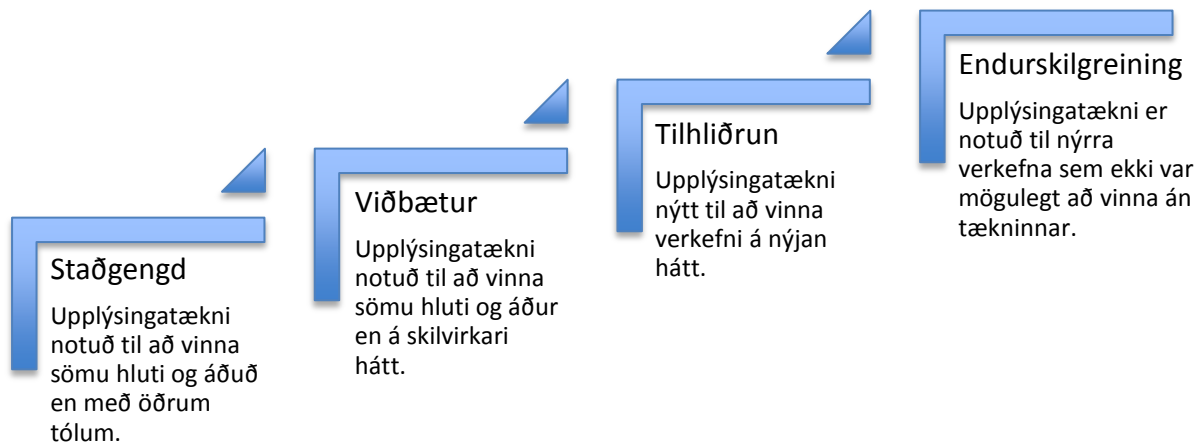 Staðgengd
Upplýsingatækni
notuð til að vinna
sömu hluti og áðuð
en með öðrum
tólum.
Viðbætur
Upplýsingatækni
notuð til að vinna
sömu hluti og áður
en á skilvirkari
hátt.
Tilhliðrun
Upplýsingatækni
nýtt til að vinna
verkefni á nýjan
hátt.
Endurskilgreining
Upplýsingatækni er
notuð til nýrra
verkefna sem ekki var
mögulegt að vinna án
tækninnar.